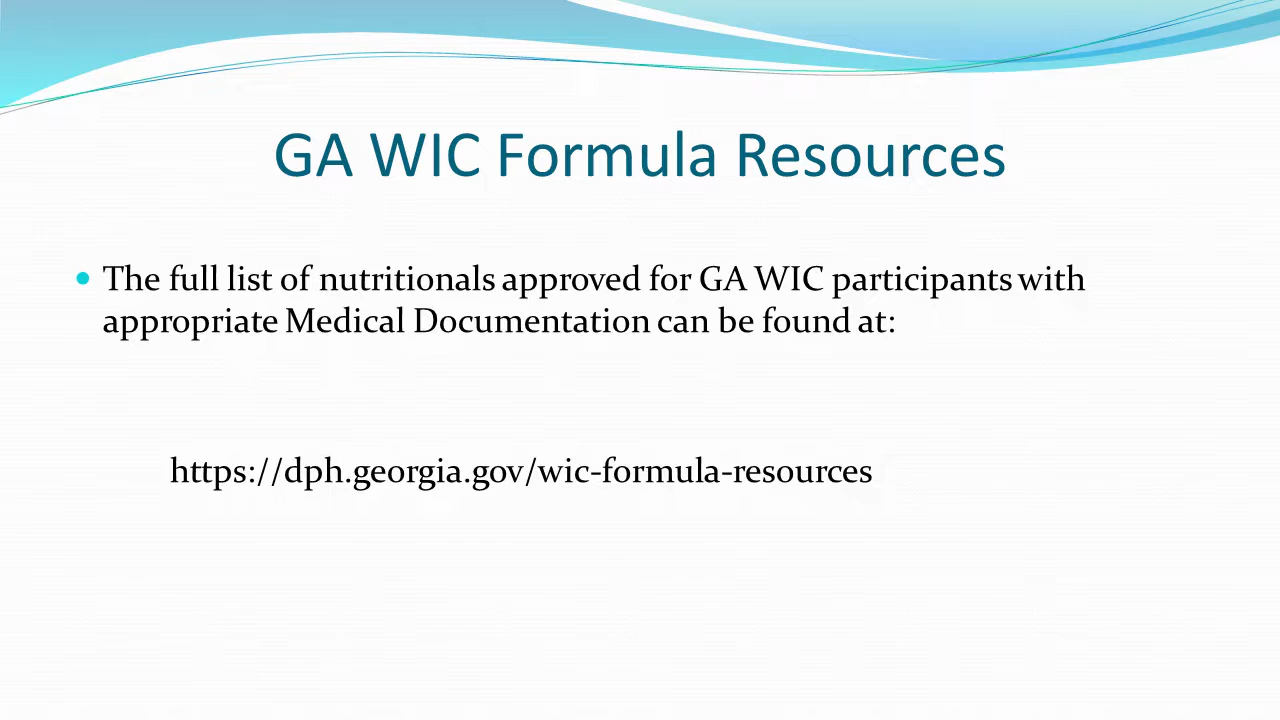 GA WIC Formula Resources
• The full list of nutritionals approved for GA WIC participants with
appropriate Medical Documentation can be found at:
https://dph.georgia.gov/wic-formula-resources